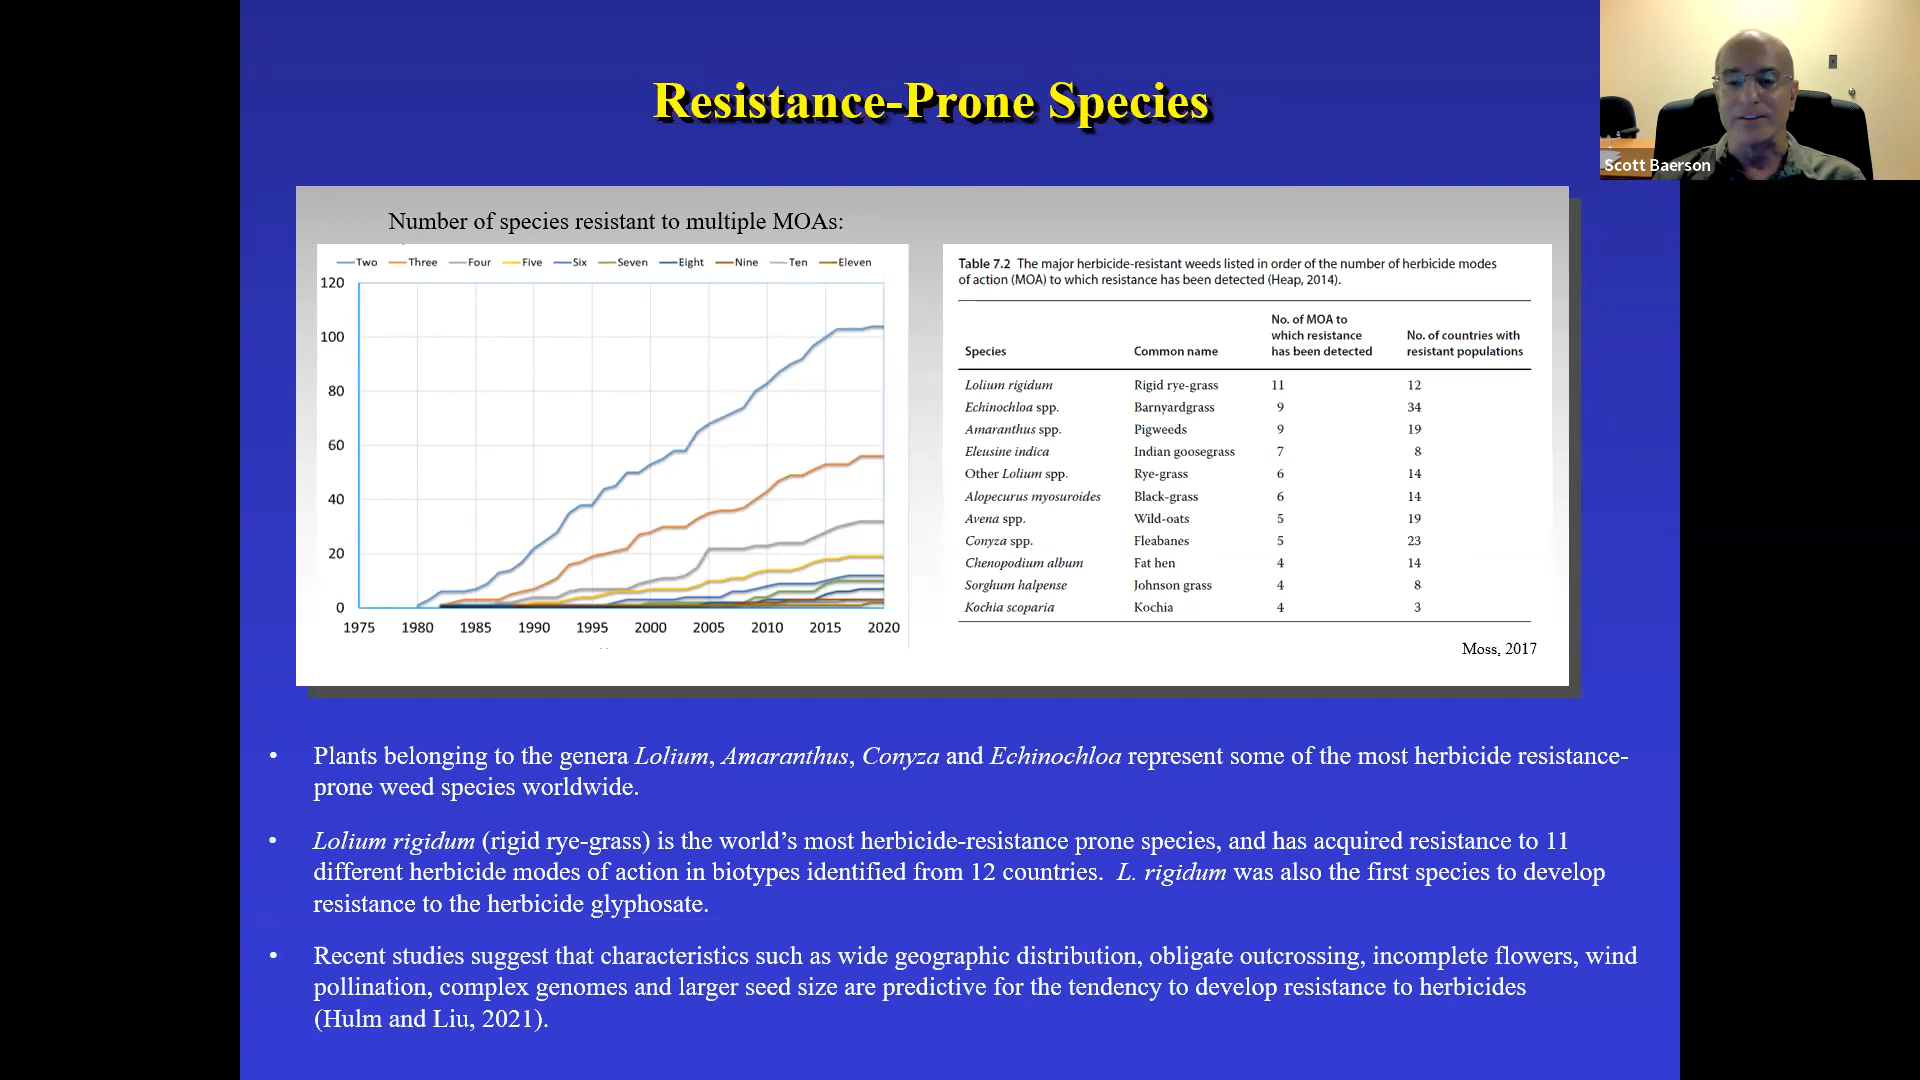 Resistance-Prone Species
Scott Baerson
Number of species resistant to multiple MOAs:
Two Three Four Five Six Seven Eight Nine Ten Eleven
120
100
80
60
40
20
0
1975 1980 1985 1990 1995 2000 2005 2010 2015 2020
Table 7.2 The major herbicide-resistant weeds listed in order of the number of herbicide modes
of action (MOA) to which resistance has been detected (Heap, 2014).
Species Common name No. of MOA to which resistance has been detected No. of countries with resistant populations
Lolium rigidum Rigid rye-grass 11 12
Echinochloa spp. Barnyardgrass 9 34
Amaranthus spp. Pigweeds 9 19
Eleusine indica Indian goosegrass 7 8
Other Lolium spp. Rye-grass 6 14
Alopecurus myosuroides Black-grass 6 14
Avena spp. Wild-oats 5 19
Conyza spp. Fleabanes 5 23
Chenopodium album Fat hen 4 14
Sorghum halpense Johnson grass 4 8
Kochia scoparia Kochia 4 3
Moss, 2017
• Plants belonging to the genera Lolium, Amaranthus, Conyza and Echinochloa represent some of the most herbicide resistance-
prone weed species worldwide.
• Lolium rigidum (rigid rye-grass) is the world’s most herbicide-resistance prone species, and has acquired resistance to 11
different herbicide modes of action in biotypes identified from 12 countries. L. rigidum was also the first species to develop
resistance to the herbicide glyphosate.
• Recent studies suggest that characteristics such as wide geographic distribution, obligate outcrossing, incomplete flowers, wind
pollination, complex genomes and larger seed size are predictive for the tendency to develop resistance to herbicides
(Hulm and Liu, 2021).